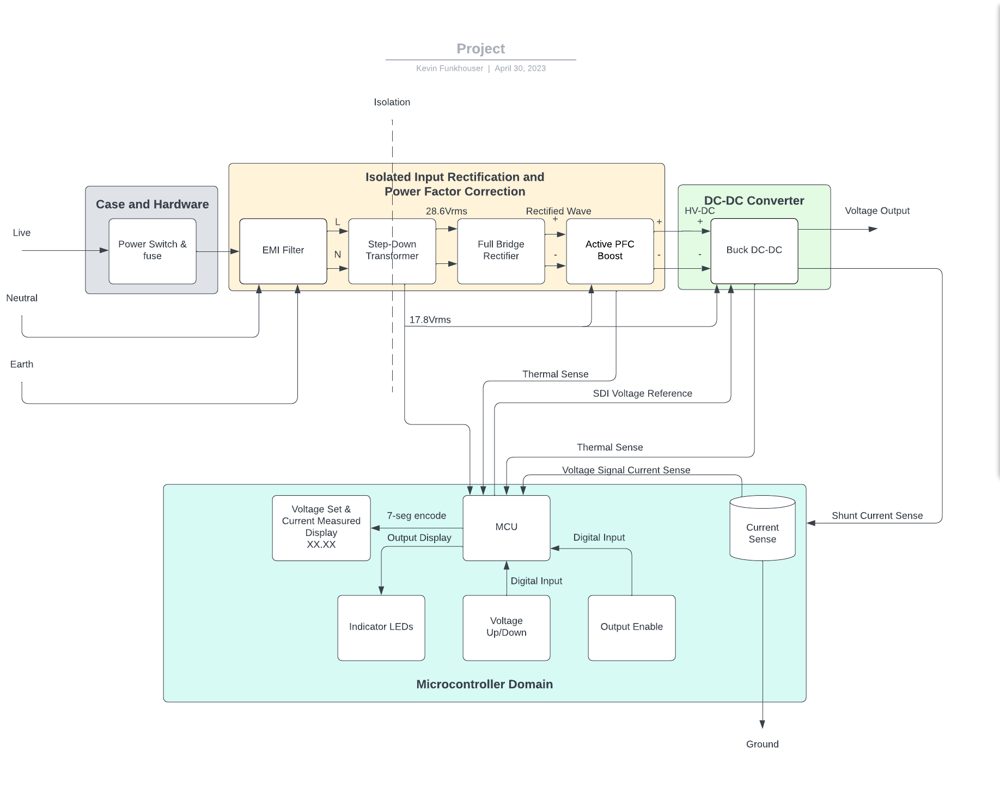 Project
Kevin Funkhouser | April 30, 2023
Isolation
Isolated Input Rectification and
Power Factor Correction
Case and Hardware
DC-DC Converter
28.6Vrms
Rectified Wave
HV-DC
Voltage Output
Live
Power Switch &
fuse
EMI Filter
L
N
Step-Down
Transformer
Full Bridge
Rectifier
+
-
Active PFC
Boost
+
-
+
-
Buck DC-DC
Neutral
17.8Vrms
Earth
Thermal Sense
SDI Voltage Reference
Thermal Sense
Voltage Signal Current Sense
Voltage Set &
Current Measured
Display
XX.XX
7-seg encode
Output Display
MCU
Digital Input
Current
Sense
Shunt Current Sense
Digital Input
Indicator LEDs
Voltage
Up/Down
Output Enable
Microcontroller Domain
Ground